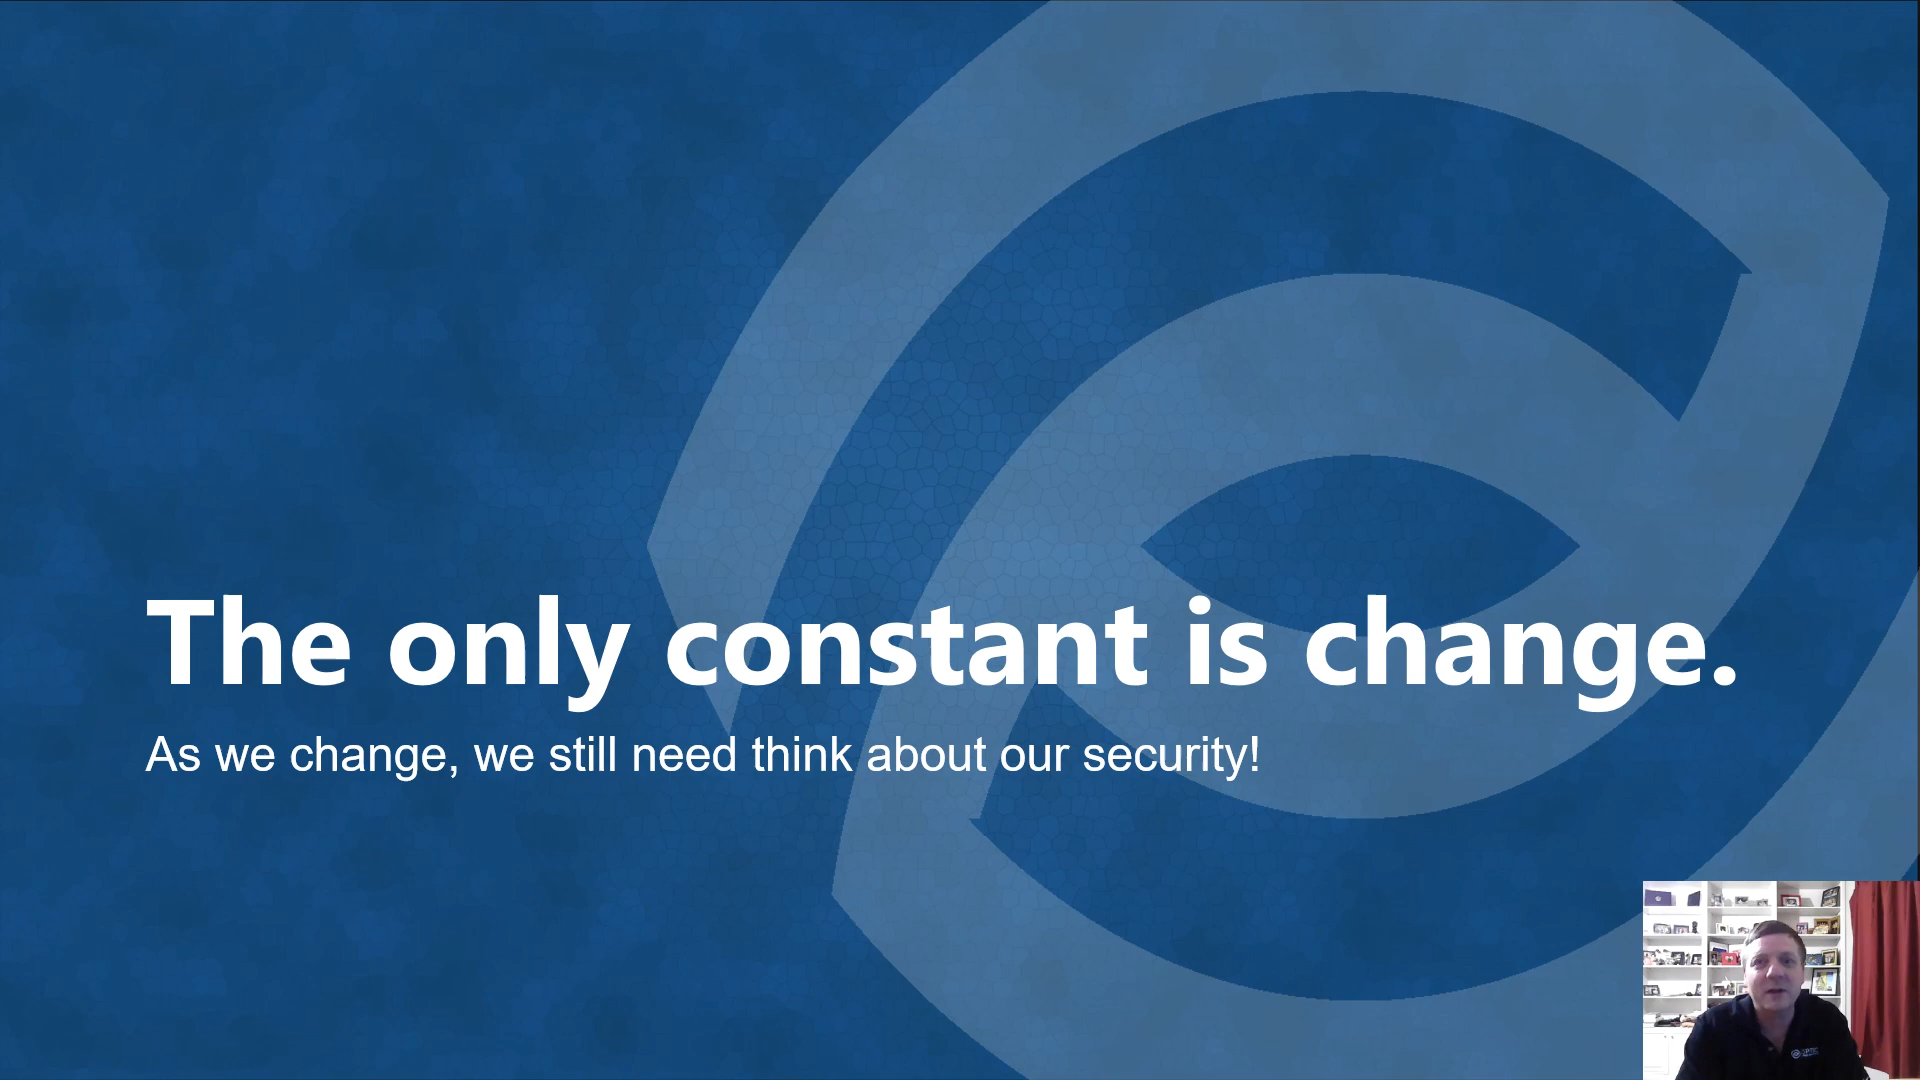 The only constant is change.
As we change, we still need think about our security!